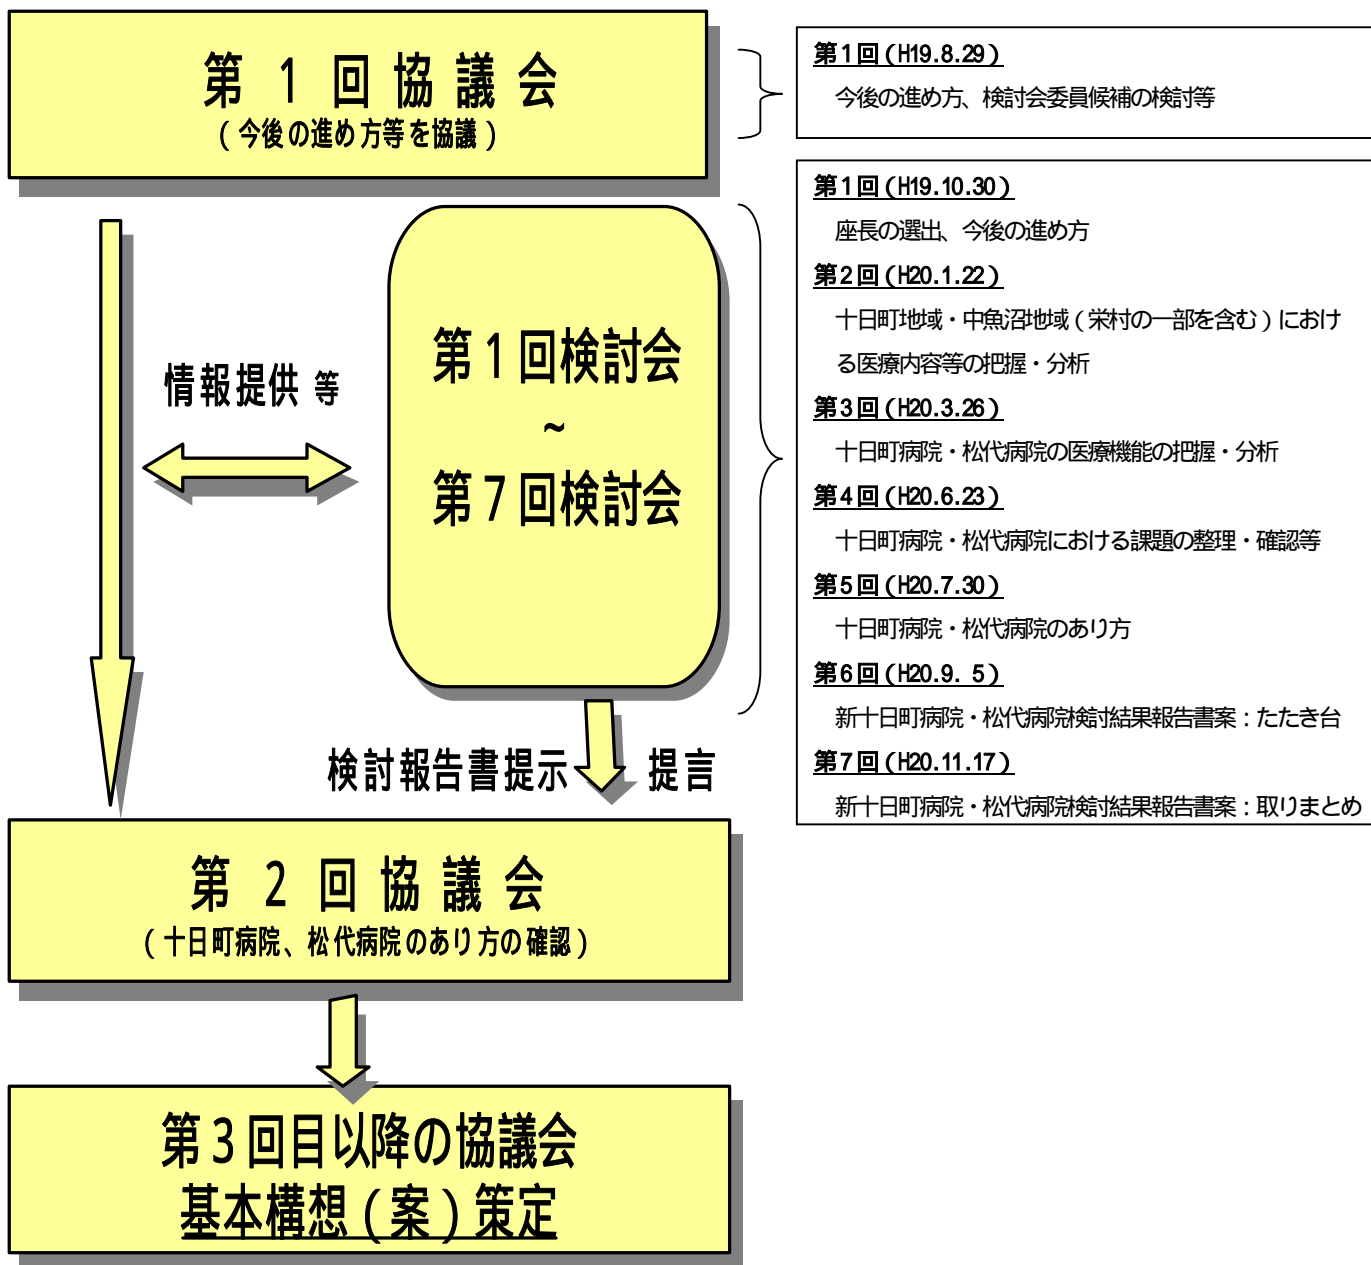 第 1 回 協 議 会
(今後の進め方等を協議)
第1回(H19.8.29)
今後の進め方、検討会委員候補の検討等
情報提供 等
第1回検討会
~
第7回検討会
第1回(H19.10.30)
座長の選出、今後の進め方
第2回(H20.1.22)
十日町地域・中魚沼地域(栄村の一部を含む)におけ
る医療内容等の把握・分析
第3回(H20.3.26)
十日町病院・松代病院の医療機能の把握・分析
第4回(H20.6.23)
十日町病院・松代病院における課題の整理・確認等
第5回(H20.7.30)
十日町病院・松代病院のあり方
第6回(H20.9. 5)
新十日町病院・松代病院検討結果報告書案:たたき台
第7回(H20.11.17)
新十日町病院・松代病院検討結果報告書案:取りまとめ
検討報告書提示 提言
第 2 回 協 議 会
(十日町病院、松代病院のあり方の確認)
第3回目以降の協議会
基本構想(案)策定